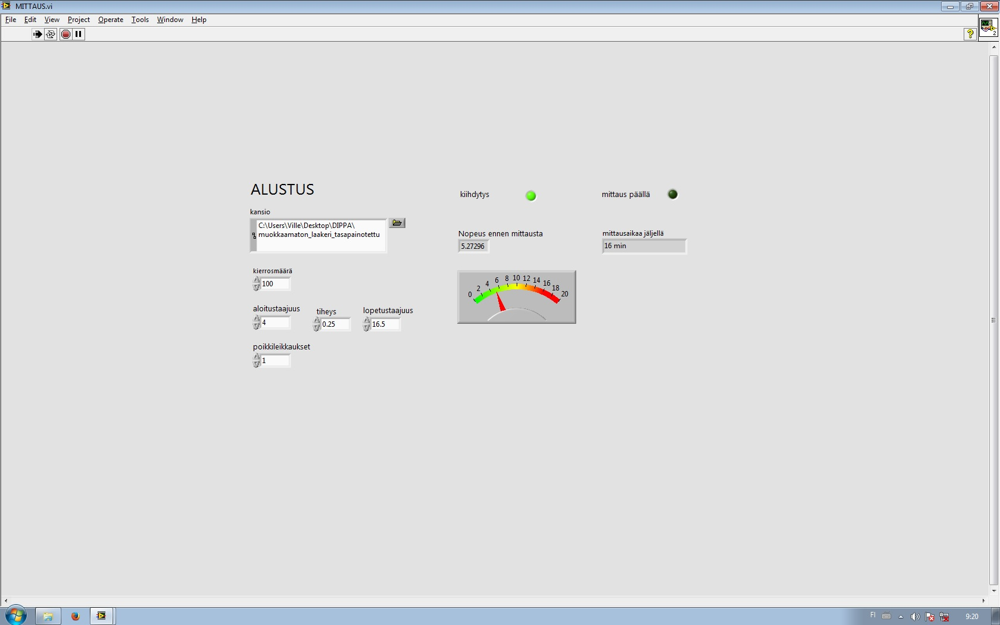 MITTAUS.vi
File Edit View Project Operate Tools Window Help
2
ALUSTUS
kansio
C:\Users\Ville\Desktop\DIPPA\
muokkaamaton_laakeri_tasapainotettu
kierrosmäärä
100
aloitustaajuus tiheys lopetustaajuus
4 0.25 16.5
poikkileikkaukset
1
kiihdytys
Nopeus ennen mittausta
5.27296
0 2 4 6 8 10 12 14 16 18 20
mittaus päällä
mittausaikaa jäljellä
16 min
FI 9:20